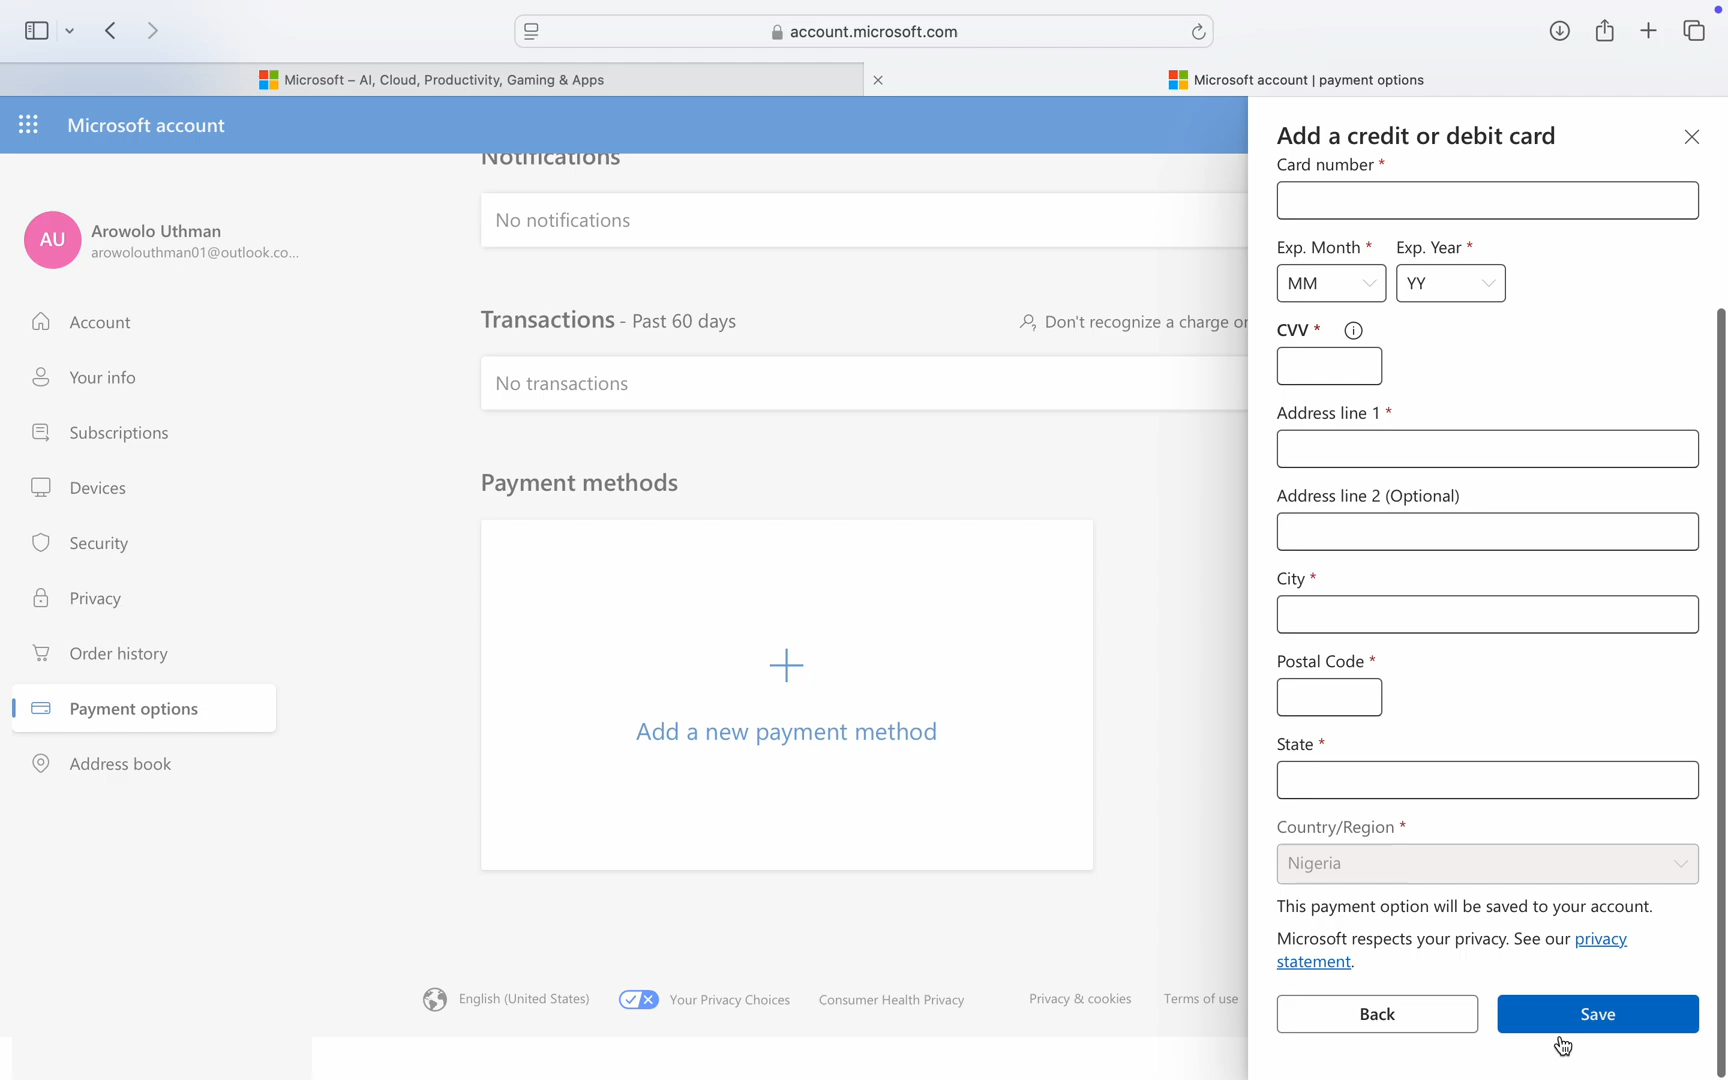 account.microsoft.com
Microsoft – AI, Cloud, Productivity, Gaming & Apps
Microsoft account | payment options
Microsoft account
AU
Arowolo Uthman
arowolouthman01@outlook.co...
Account
Your info
Subscriptions
Devices
Security
Privacy
Order history
Payment options
Address book
Notifications
No notifications
Transactions - Past 60 days
Don't recognize a charge or
No transactions
Payment methods
Add a new payment method
English (United States)
Your Privacy Choices
Consumer Health Privacy
Privacy & cookies
Terms of use
Add a credit or debit card
Card number *
Exp. Month * Exp. Year *
MM YY
CVV *
Address line 1 *
Address line 2 (Optional)
City *
Postal Code *
State *
Country/Region *
Nigeria
This payment option will be saved to your account.
Microsoft respects your privacy. See our privacy
statement.
Back
Save